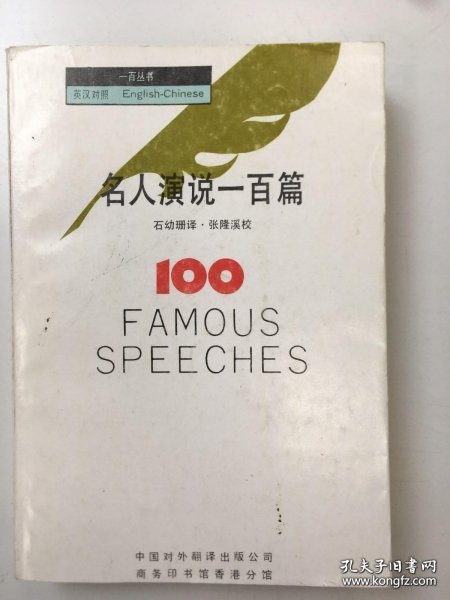 一百丛书
英汉对照 English-Chinese
名人演说一百篇
石幼珊译·张隆溪校
100
FAMOUS
SPEECHES
中国对外翻译出版公司
商务印书馆香港分馆
孔夫子旧书网
www.kongfz.com